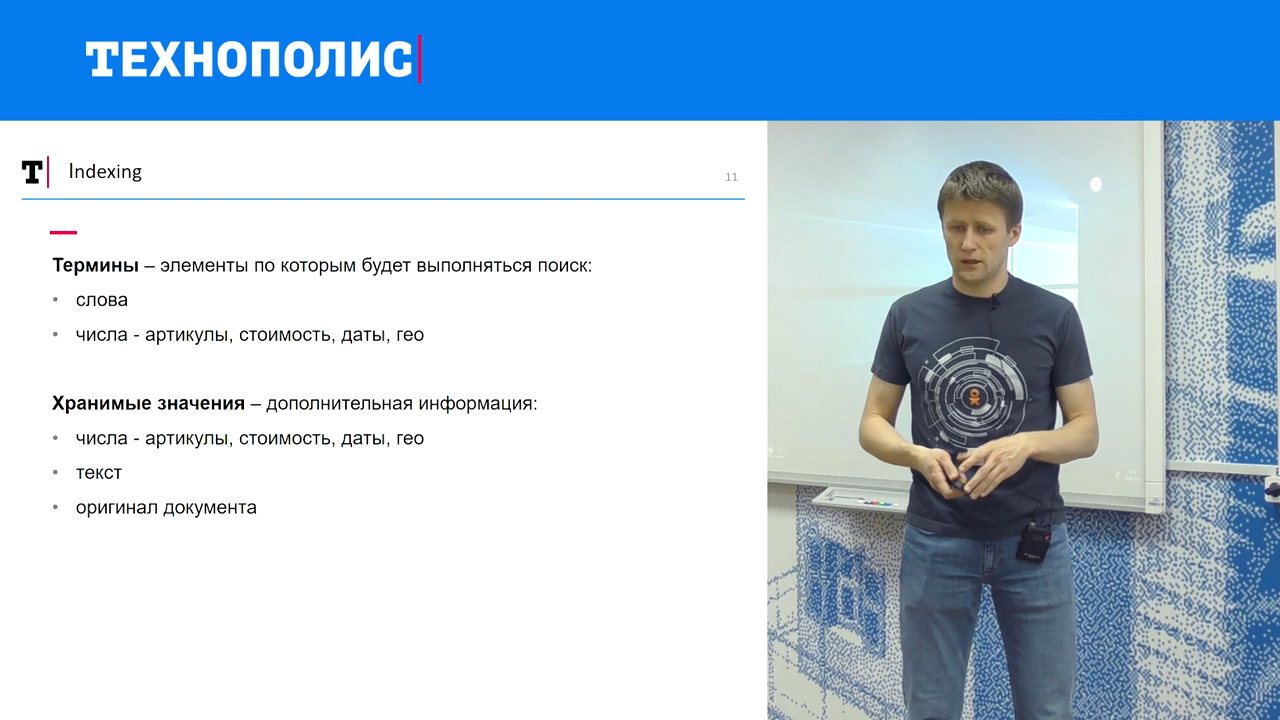 ТЕХНОПОЛИС
T
Indexing
11
Термины – элементы по которым будет выполняться поиск:
• слова
• числа - артикулы, стоимость, даты, гео
Хранимые значения – дополнительная информация:
• числа - артикулы, стоимость, даты, гео
• текст
• оригинал документа